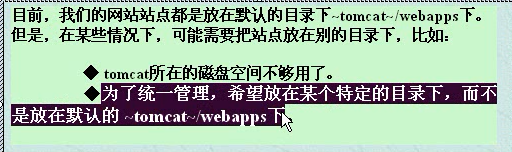 目前，我们的网站站点都是放在默认的目录下~tomcat~/webapps下。
但是，在某些情况下，可能需要把站点放在别的目录下，比如：
◆ tomcat所在的磁盘空间不够用了。
◆为了统一管理，希望放在某个特定的目录下，而不
是放在默认的 ~tomcat~/webapps下